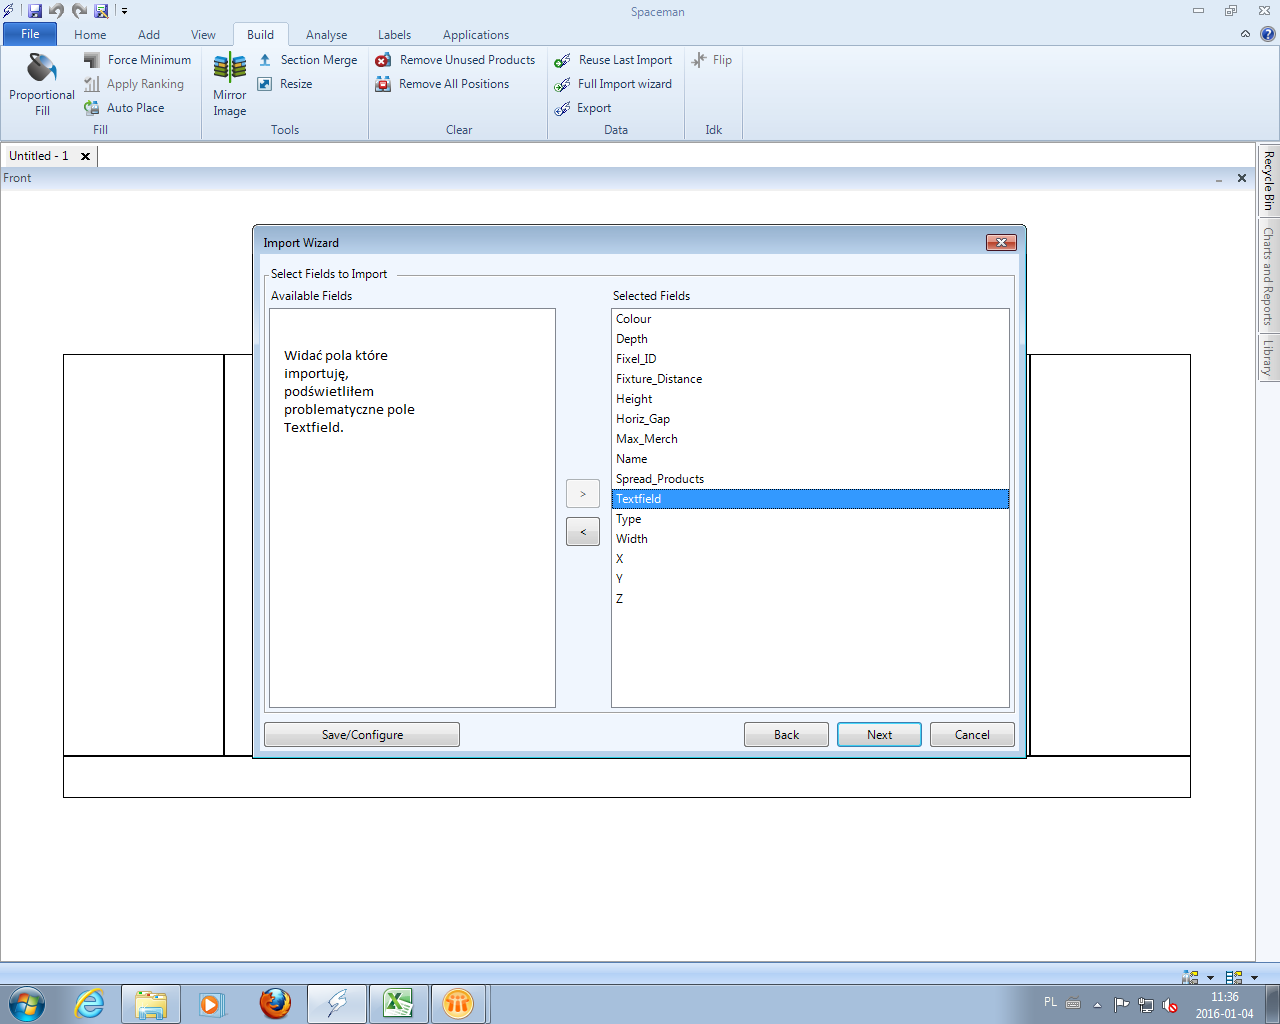 Spaceman
File Home Add View Build Analyse Labels Applications
Proportional Fill
Force Minimum
Apply Ranking
Auto Place
Fill
Mirror Image
Section Merge
Resize
Tools
Remove Unused Products
Remove All Positions
Clear
Reuse Last Import
Full Import wizard
Export
Data
Flip
Idk
Untitled - 1
Front
Recycle Bin
Charts and Reports
Library
Import Wizard
Select Fields to Import
Available Fields
Widać pola które
importuję,
podświetliłem
problematyczne pole
Textfield.
>
<
Selected Fields
Colour
Depth
Fixel_ID
Fixture_Distance
Height
Horiz_Gap
Max_Merch
Name
Spread_Products
Textfield
Type
Width
X
Y
Z
Save/Configure
Back
Next
Cancel
PL
11:36
2016-01-04